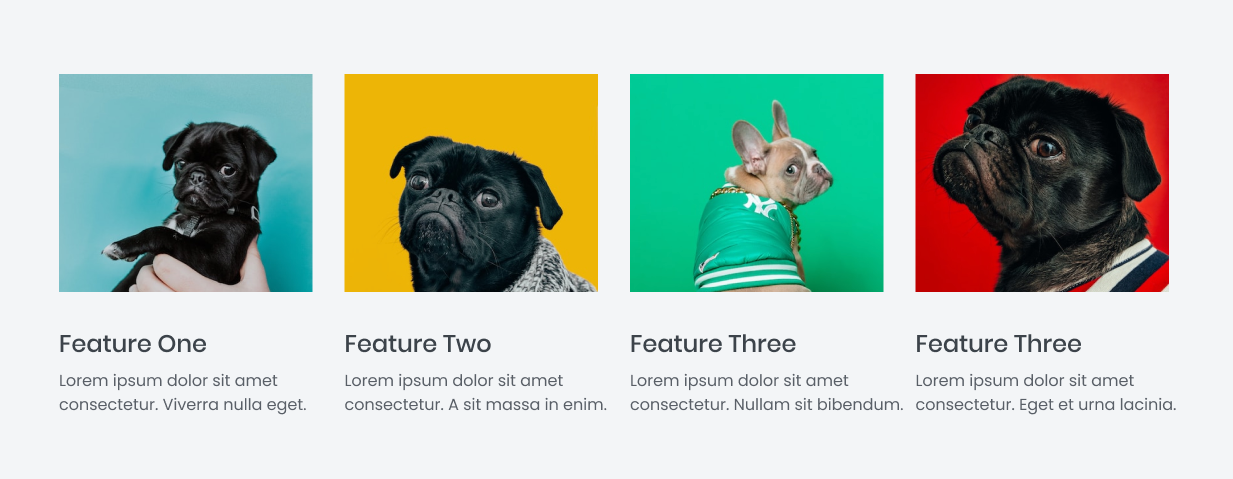 Feature One
Lorem ipsum dolor sit amet
consectetur. Viverra nulla eget.
Feature Two
Lorem ipsum dolor sit amet
consectetur. A sit massa in enim.
NY
Feature Three
Lorem ipsum dolor sit amet
consectetur. Nullam sit bibendum.
Feature Three
Lorem ipsum dolor sit amet
consectetur. Eget et urna lacinia.